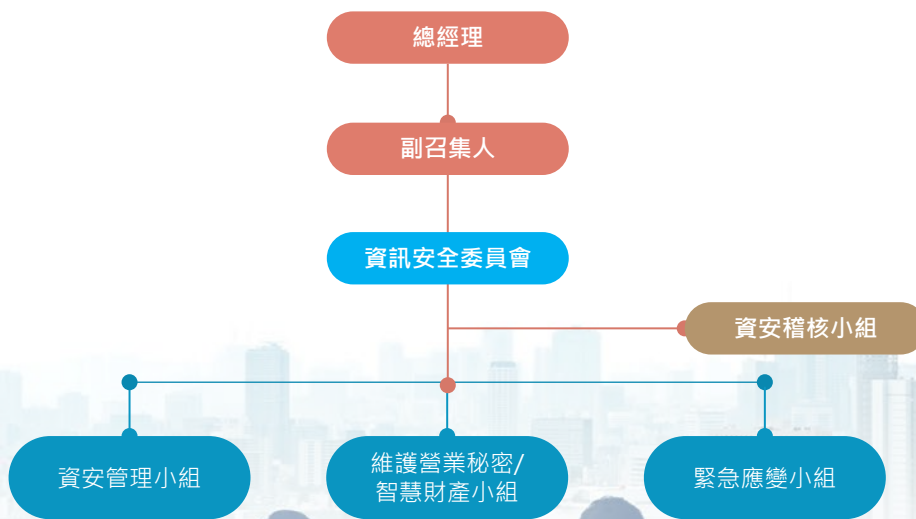 總經理
副召集人
資訊安全委員會
資安稽核小組
資安管理小組
維護營業秘密/
智慧財產小組
緊急應變小組